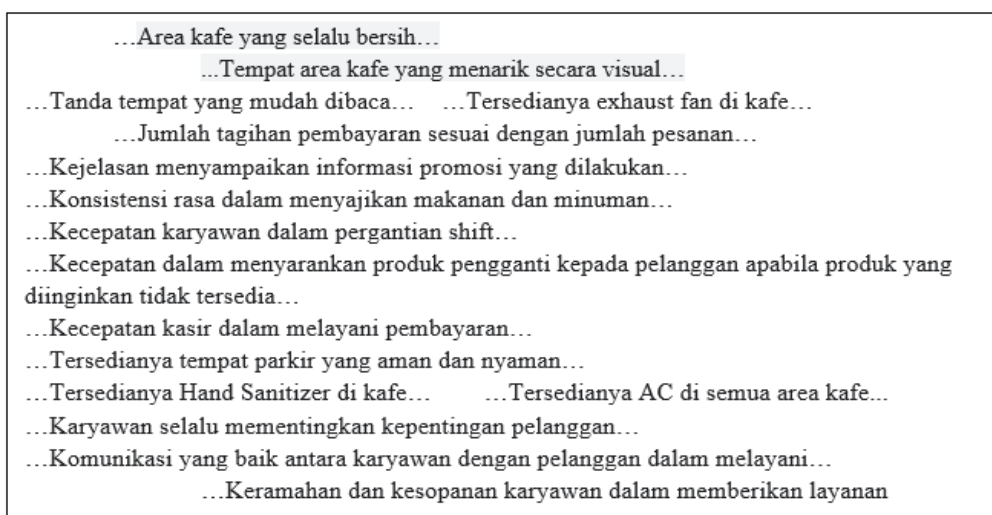 …Area kafe yang selalu bersih…
...Tempat area kafe yang menarik secara visual…
…Tanda tempat yang mudah dibaca… …Tersedianya exhaust fan di kafe…
…Jumlah tagihan pembayaran sesuai dengan jumlah pesanan…
…Kejelasan menyampaikan informasi promosi yang dilakukan…
…Konsistensi rasa dalam menyajikan makanan dan minuman…
…Kecepatan karyawan dalam pergantian shift…
…Kecepatan dalam menyarankan produk pengganti kepada pelanggan apabila produk yang
diinginkan tidak tersedia…
…Kecepatan kasir dalam melayani pembayaran…
…Tersedianya tempat parkir yang aman dan nyaman…
…Tersedianya Hand Sanitizer di kafe… …Tersedianya AC di semua area kafe...
…Karyawan selalu mementingkan kepentingan pelanggan…
…Komunikasi yang baik antara karyawan dengan pelanggan dalam melayani…
…Keramahan dan kesopanan karyawan dalam memberikan layanan